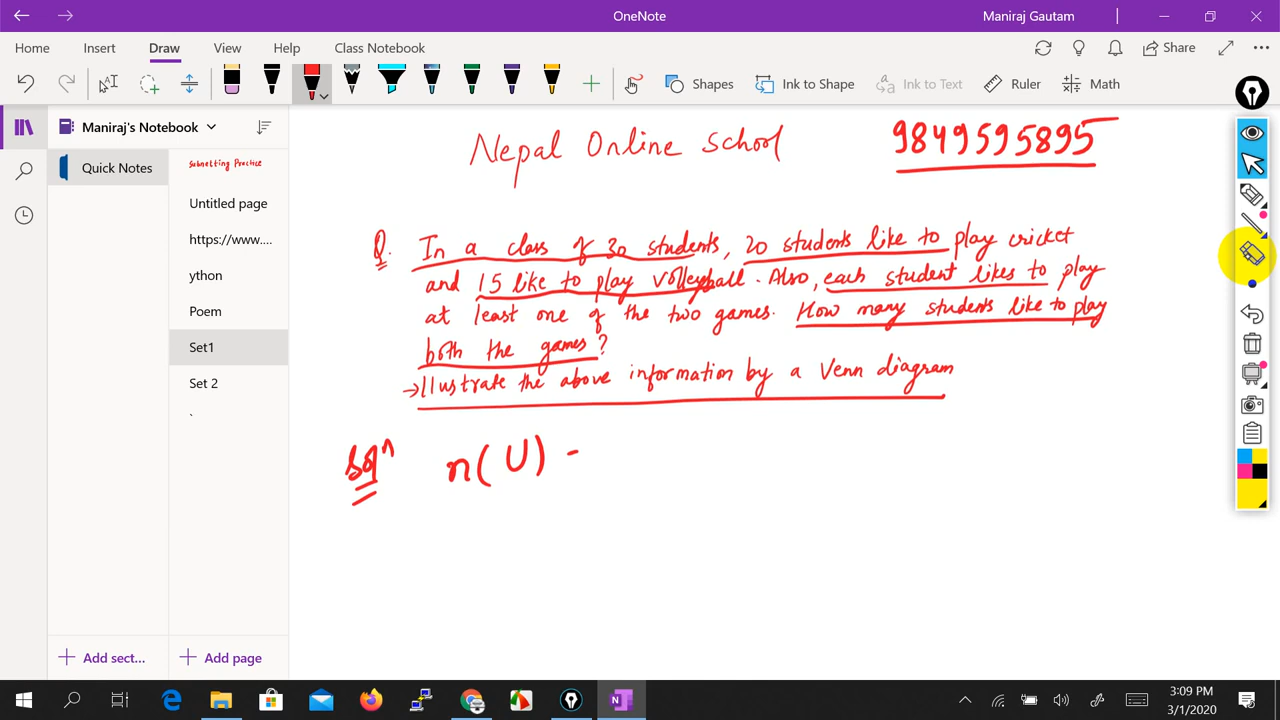 OneNote
Maniraj Gautam
Home Insert Draw View Help Class Notebook
Share
Shapes Ink to Shape Ink to Text Ruler Math
Maniraj's Notebook
Quick Notes
Subnetting Practice
Untitled page
https://www....
ython
Poem
Set1
Set 2
`
Add sect...
Add page
Nepal Online School
9849595895
Q. In a class of 30 students, 20 students like to play cricket
and 15 like to play volleyball. Also, each student likes to play
at least one of the two games. How many students like to play
both the games?
→ Illustrate the above information by a Venn diagram
Solⁿ n(U) -
3:09 PM
3/1/2020